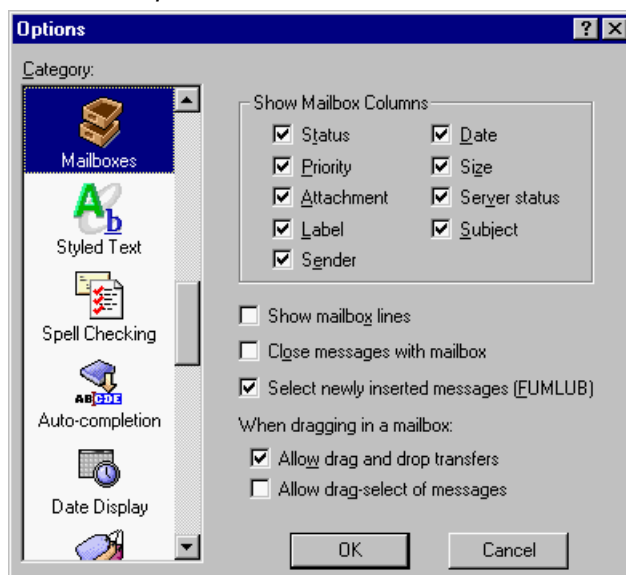 Options
Category:
Mailboxes
Styled Text
Spell Checking
ABCDE
Auto-completion
Date Display
Show Mailbox Columns
Status
Date
Priority
Size
Attachment
Server status
Label
Subject
Sender
Show mailbox lines
Close messages with mailbox
Select newly inserted messages (FUMLUB)
When dragging in a mailbox:
Allow drag and drop transfers
Allow drag-select of messages
OK
Cancel